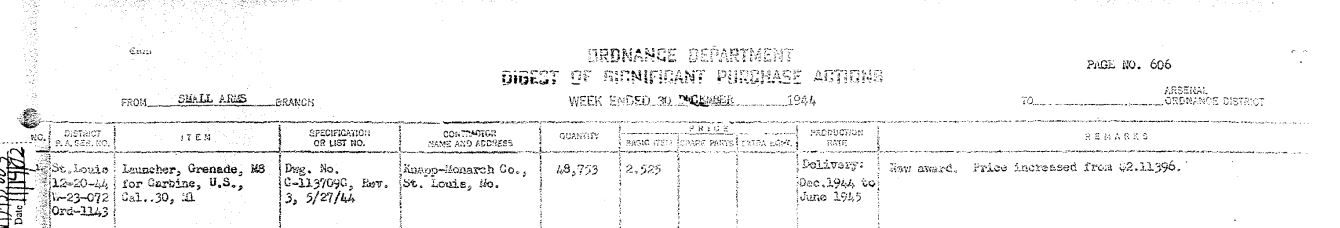 ORDNANCE DEPARTMENT
DIGEST OF SIGNIFICANT PURCHASE ACTIONS
PAGE NO. 606
FROM SMALL ARMS BRANCH
WEEK ENDED 30 DECEMBER 1944
TO
ARSENAL
ORDNANCE DISTRICT
NO.
DISTRICT
P.A. SER. NO.
ITEM
SPECIFICATION
OR LIST NO.
CONTRACTOR
NAME AND ADDRESS
QUANTITY
PRICE
BASIC ITEM
SPARE PARTS
EXTRA EQMT.
PRODUCTION
RATE
REMARKS
St. Louis
12-20-44
W-23-072
Ord-1143
Launcher, Grenade, M8
for Carbine, U.S.,
Cal..30, M1
Dwg. No.
C-113709C, Rev.
3, 5/27/44
Knapp-Monarch Co.,
St. Louis, Mo.
48,753
2.525
Delivery:
Dec.1944 to
June 1945
New award. Price increased from $2.11396.
Date